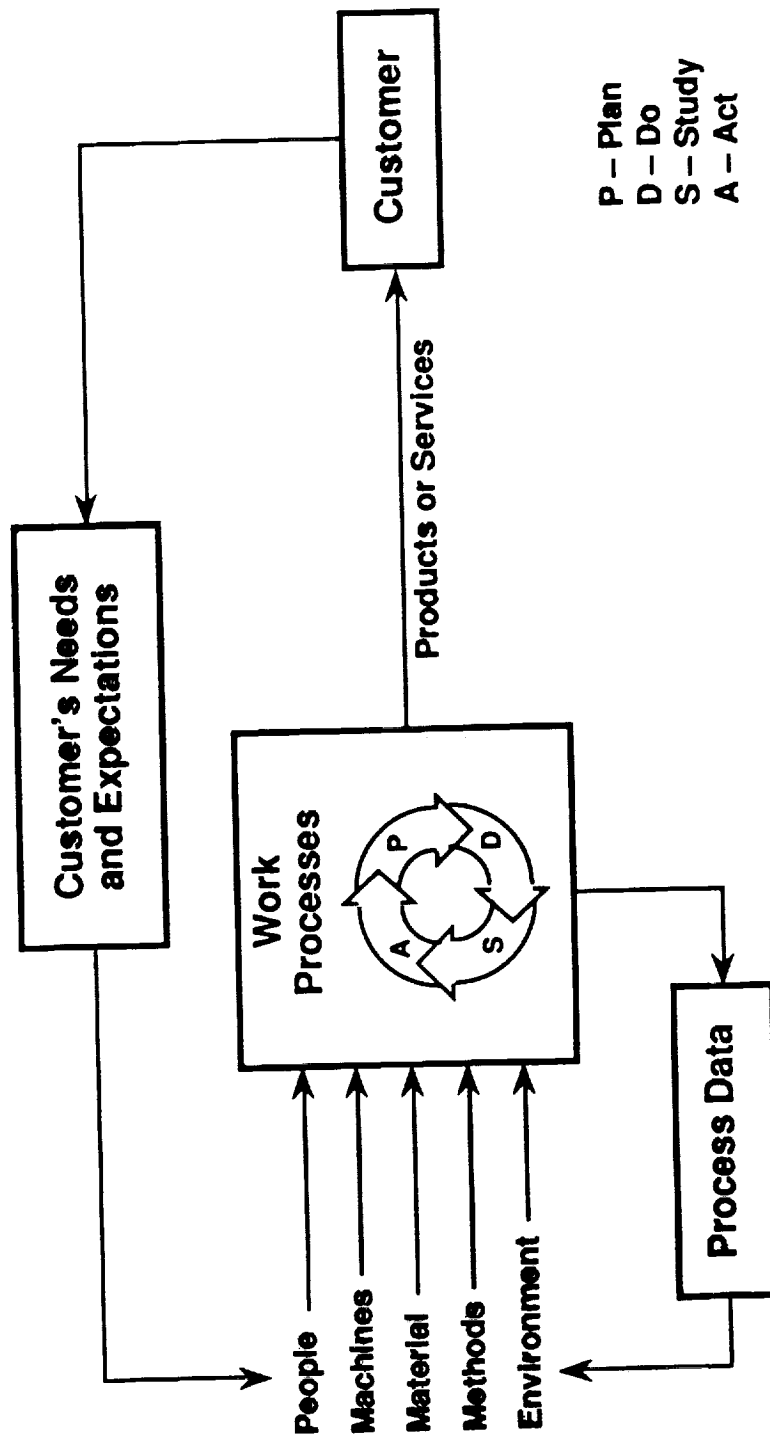 Customer's Needs
and Expectations
Customer
People
Machines
Material
Methods
Environment
Work
Processes
A
P
S
D
Products or Services
Process Data
P – Plan
D – Do
S – Study
A – Act